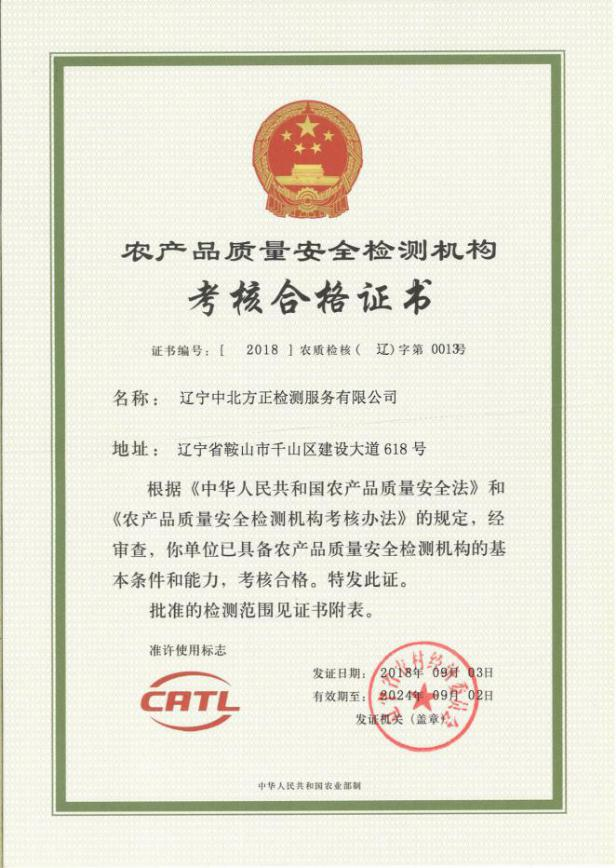 农产品质量安全检测机构
考核合格证书
证书编号：[ 2018 ] 农质检核( 辽)字第 0013号
名称： 辽宁中北方正检测服务有限公司
地址： 辽宁省鞍山市千山区建设大道 618 号
根据《中华人民共和国农产品质量安全法》和
《农产品质量安全检测机构考核办法》的规定，经
审查，你单位已具备农产品质量安全检测机构的基
本条件和能力，考核合格。特发此证。
批准的检测范围见证书附表。
准许使用标志
CATL
发证日期： 2018年 09月 03日
有效期至： 2024年 09月 02日
发证机关（盖章）
辽宁省农村经济委员会
中华人民共和国农业部制